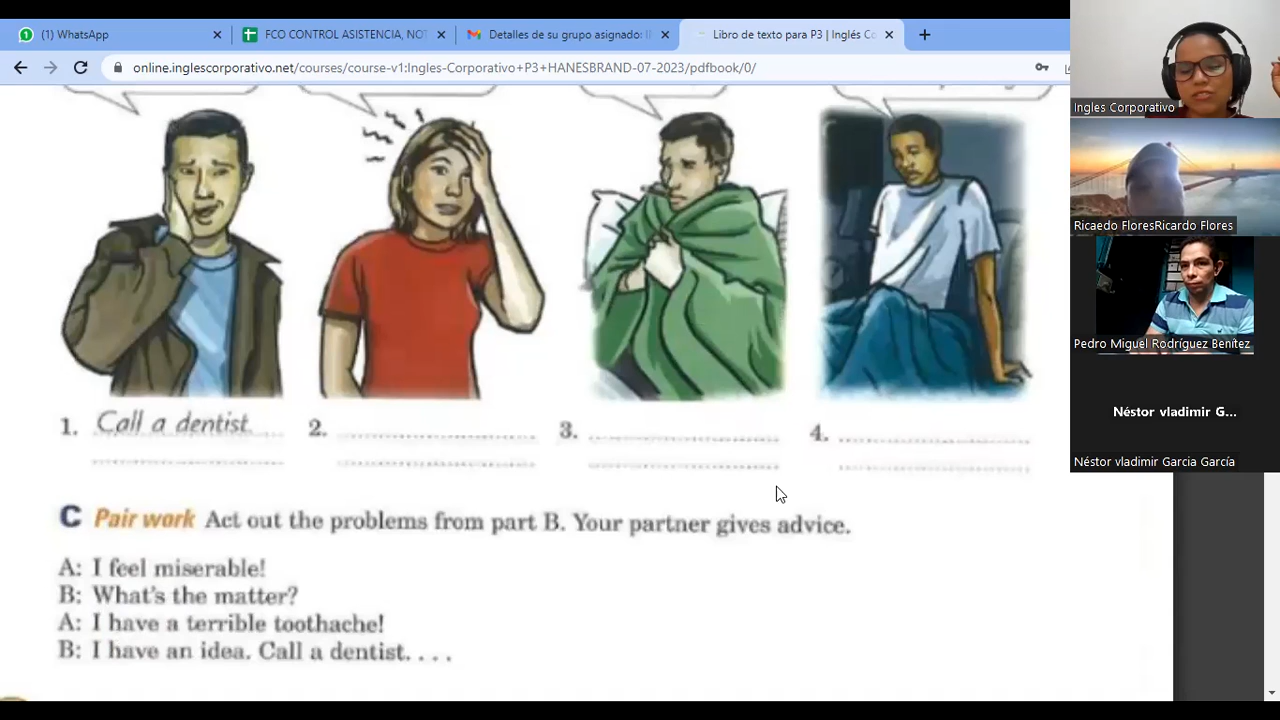 (1) WhatsApp
FCO CONTROL ASISTENCIA, NOT
Detalles de su grupo asignado
Libro de texto para P3 | Inglés Co
online.inglescorporativo.net/courses/course-v1:Ingles-Corporativo+P3+HANESBRAND-07-2023/pdfbook/0/
Ingles Corporativo
Ricaedo FloresRicardo Flores
Pedro Miguel Rodríguez Benítez
Néstor vladimir G...
Néstor vladimir Garcia García
1. Call a dentist.
2.
3.
4.
C Pair work Act out the problems from part B. Your partner gives advice.
A: I feel miserable!
B: What's the matter?
A: I have a terrible toothache!
B: I have an idea. Call a dentist. . . .